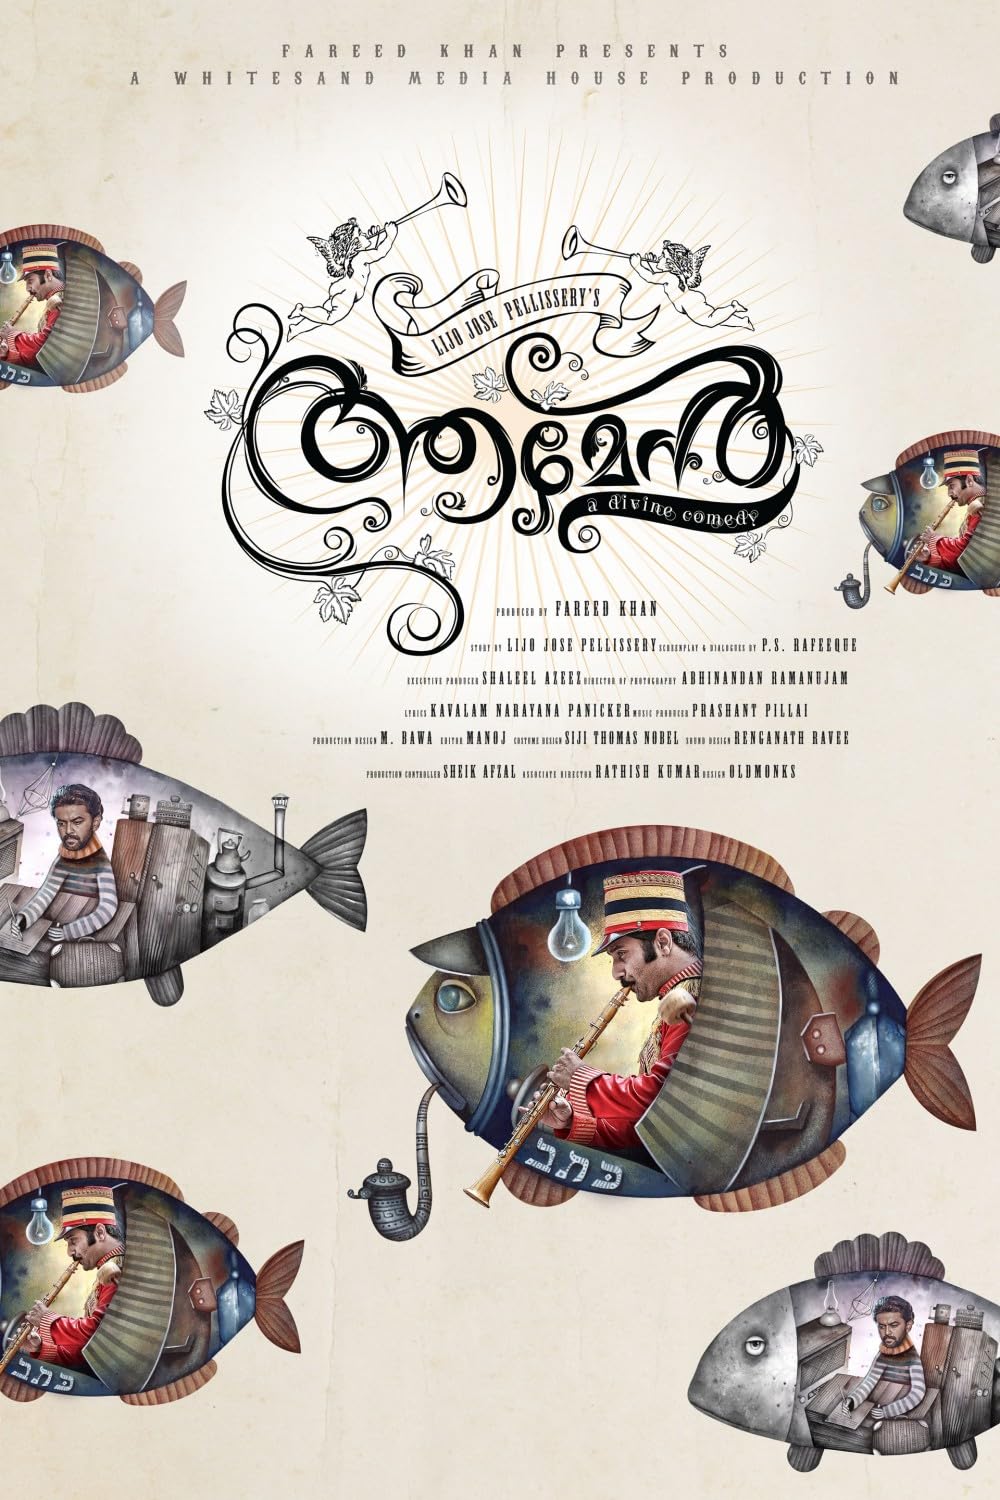 FAREED KHAN PRESENTS
A WHITESAND MEDIA HOUSE PRODUCTION
LIJO JOSE PELLISSERY'S
ആമേൻ
a divine comedy
PRODUCED BY FAREED KHAN
STORY BY LIJO JOSE PELLISSERY SCREENPLAY & DIALOGUES BY P.S. RAFEEQUE
EXECUTIVE PRODUCER SHALEEL AZEEZ DIRECTOR OF PHOTOGRAPHY ABHINANDAN RAMANUJAM
LYRICS KAVALAM NARAYANA PANICKER MUSIC PRODUCER PRASHANT PILLAI
PRODUCTION DESIGN M. BAWA EDITOR MANOJ COSTUME DESIGN SIJI THOMAS NOBEL SOUND DESIGN RENGANATH RAVEE
PRODUCTION CONTROLLER SHEIK AFZAL ASSOCIATE DIRECTOR RATHISH KUMAR DESIGN OLDMONKS